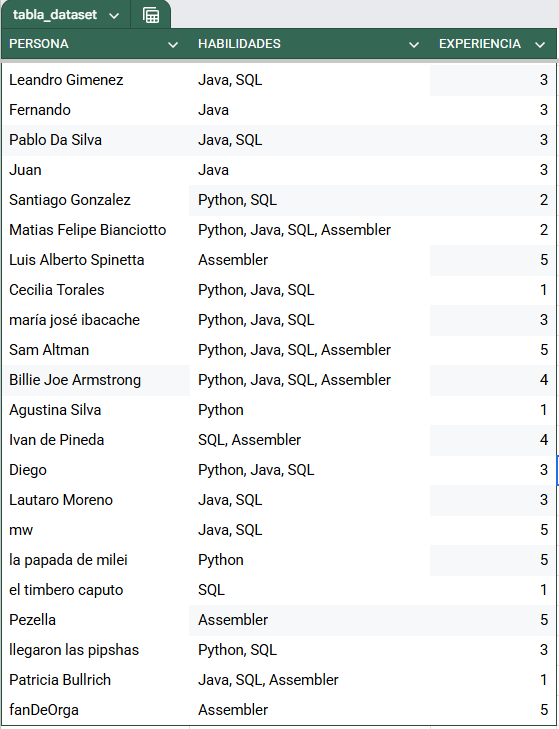 tabla_dataset
PERSONA HABILIDADES EXPERIENCIA
Leandro Gimenez Java, SQL 3
Fernando Java 3
Pablo Da Silva Java, SQL 3
Juan Java 3
Santiago Gonzalez Python, SQL 2
Matias Felipe Bianciotto Python, Java, SQL, Assembler 2
Luis Alberto Spinetta Assembler 5
Cecilia Torales Python, Java, SQL 1
maría josé ibacache Python, Java, SQL 3
Sam Altman Python, Java, SQL, Assembler 5
Billie Joe Armstrong Python, Java, SQL, Assembler 4
Agustina Silva Python 1
Ivan de Pineda SQL, Assembler 4
Diego Python, Java, SQL 3
Lautaro Moreno Java, SQL 3
mw Java, SQL 5
la papada de milei Python 5
el timbero caputo SQL 1
Pezella Assembler 5
llegaron las pipshas Python, SQL 3
Patricia Bullrich Java, SQL, Assembler 1
fanDeOrga Assembler 5